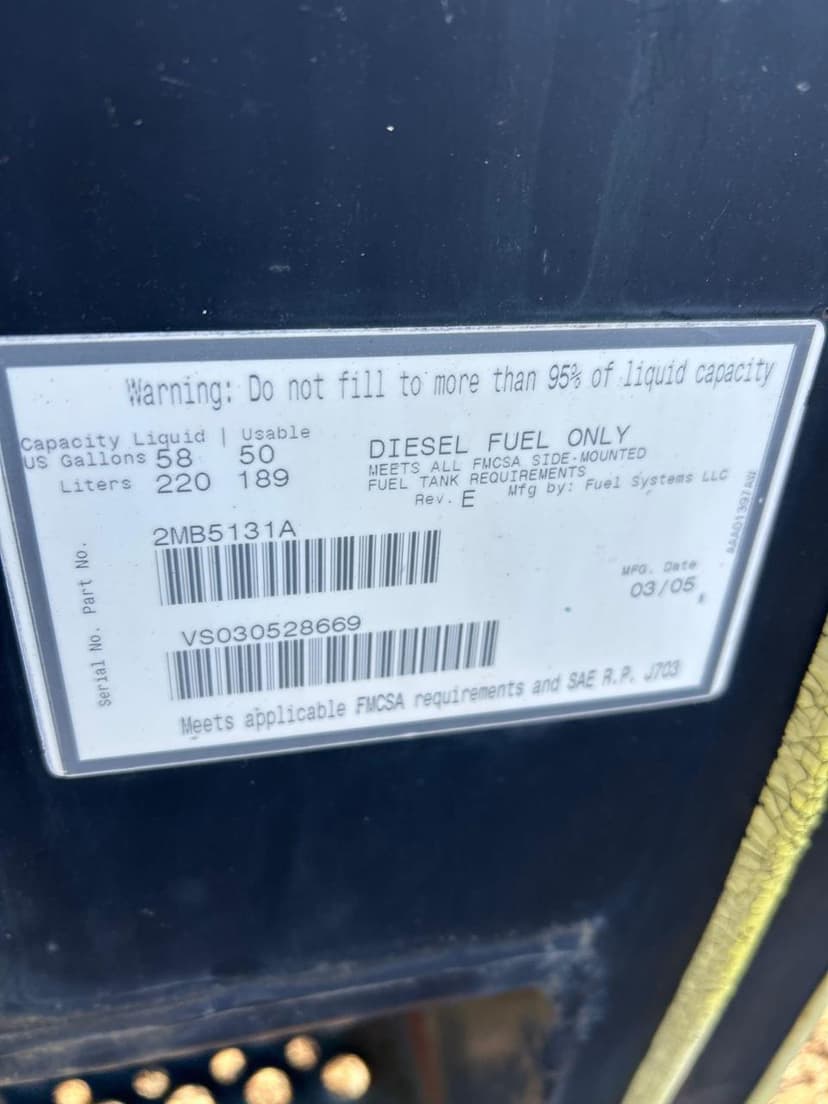 Warning: Do not fill to more than 95% of liquid capacity
Capacity Liquid | Usable
US Gallons 58 50
Liters 220 189
DIESEL FUEL ONLY
MEETS ALL FMCSA SIDE-MOUNTED
FUEL TANK REQUIREMENTS
Rev. E Mfg by: Fuel Systems LLC
Part No.
2MB5131A
MFG. Date
03/05
Serial No.
VS030528669
Meets applicable FMCSA requirements and SAE R.P. J703